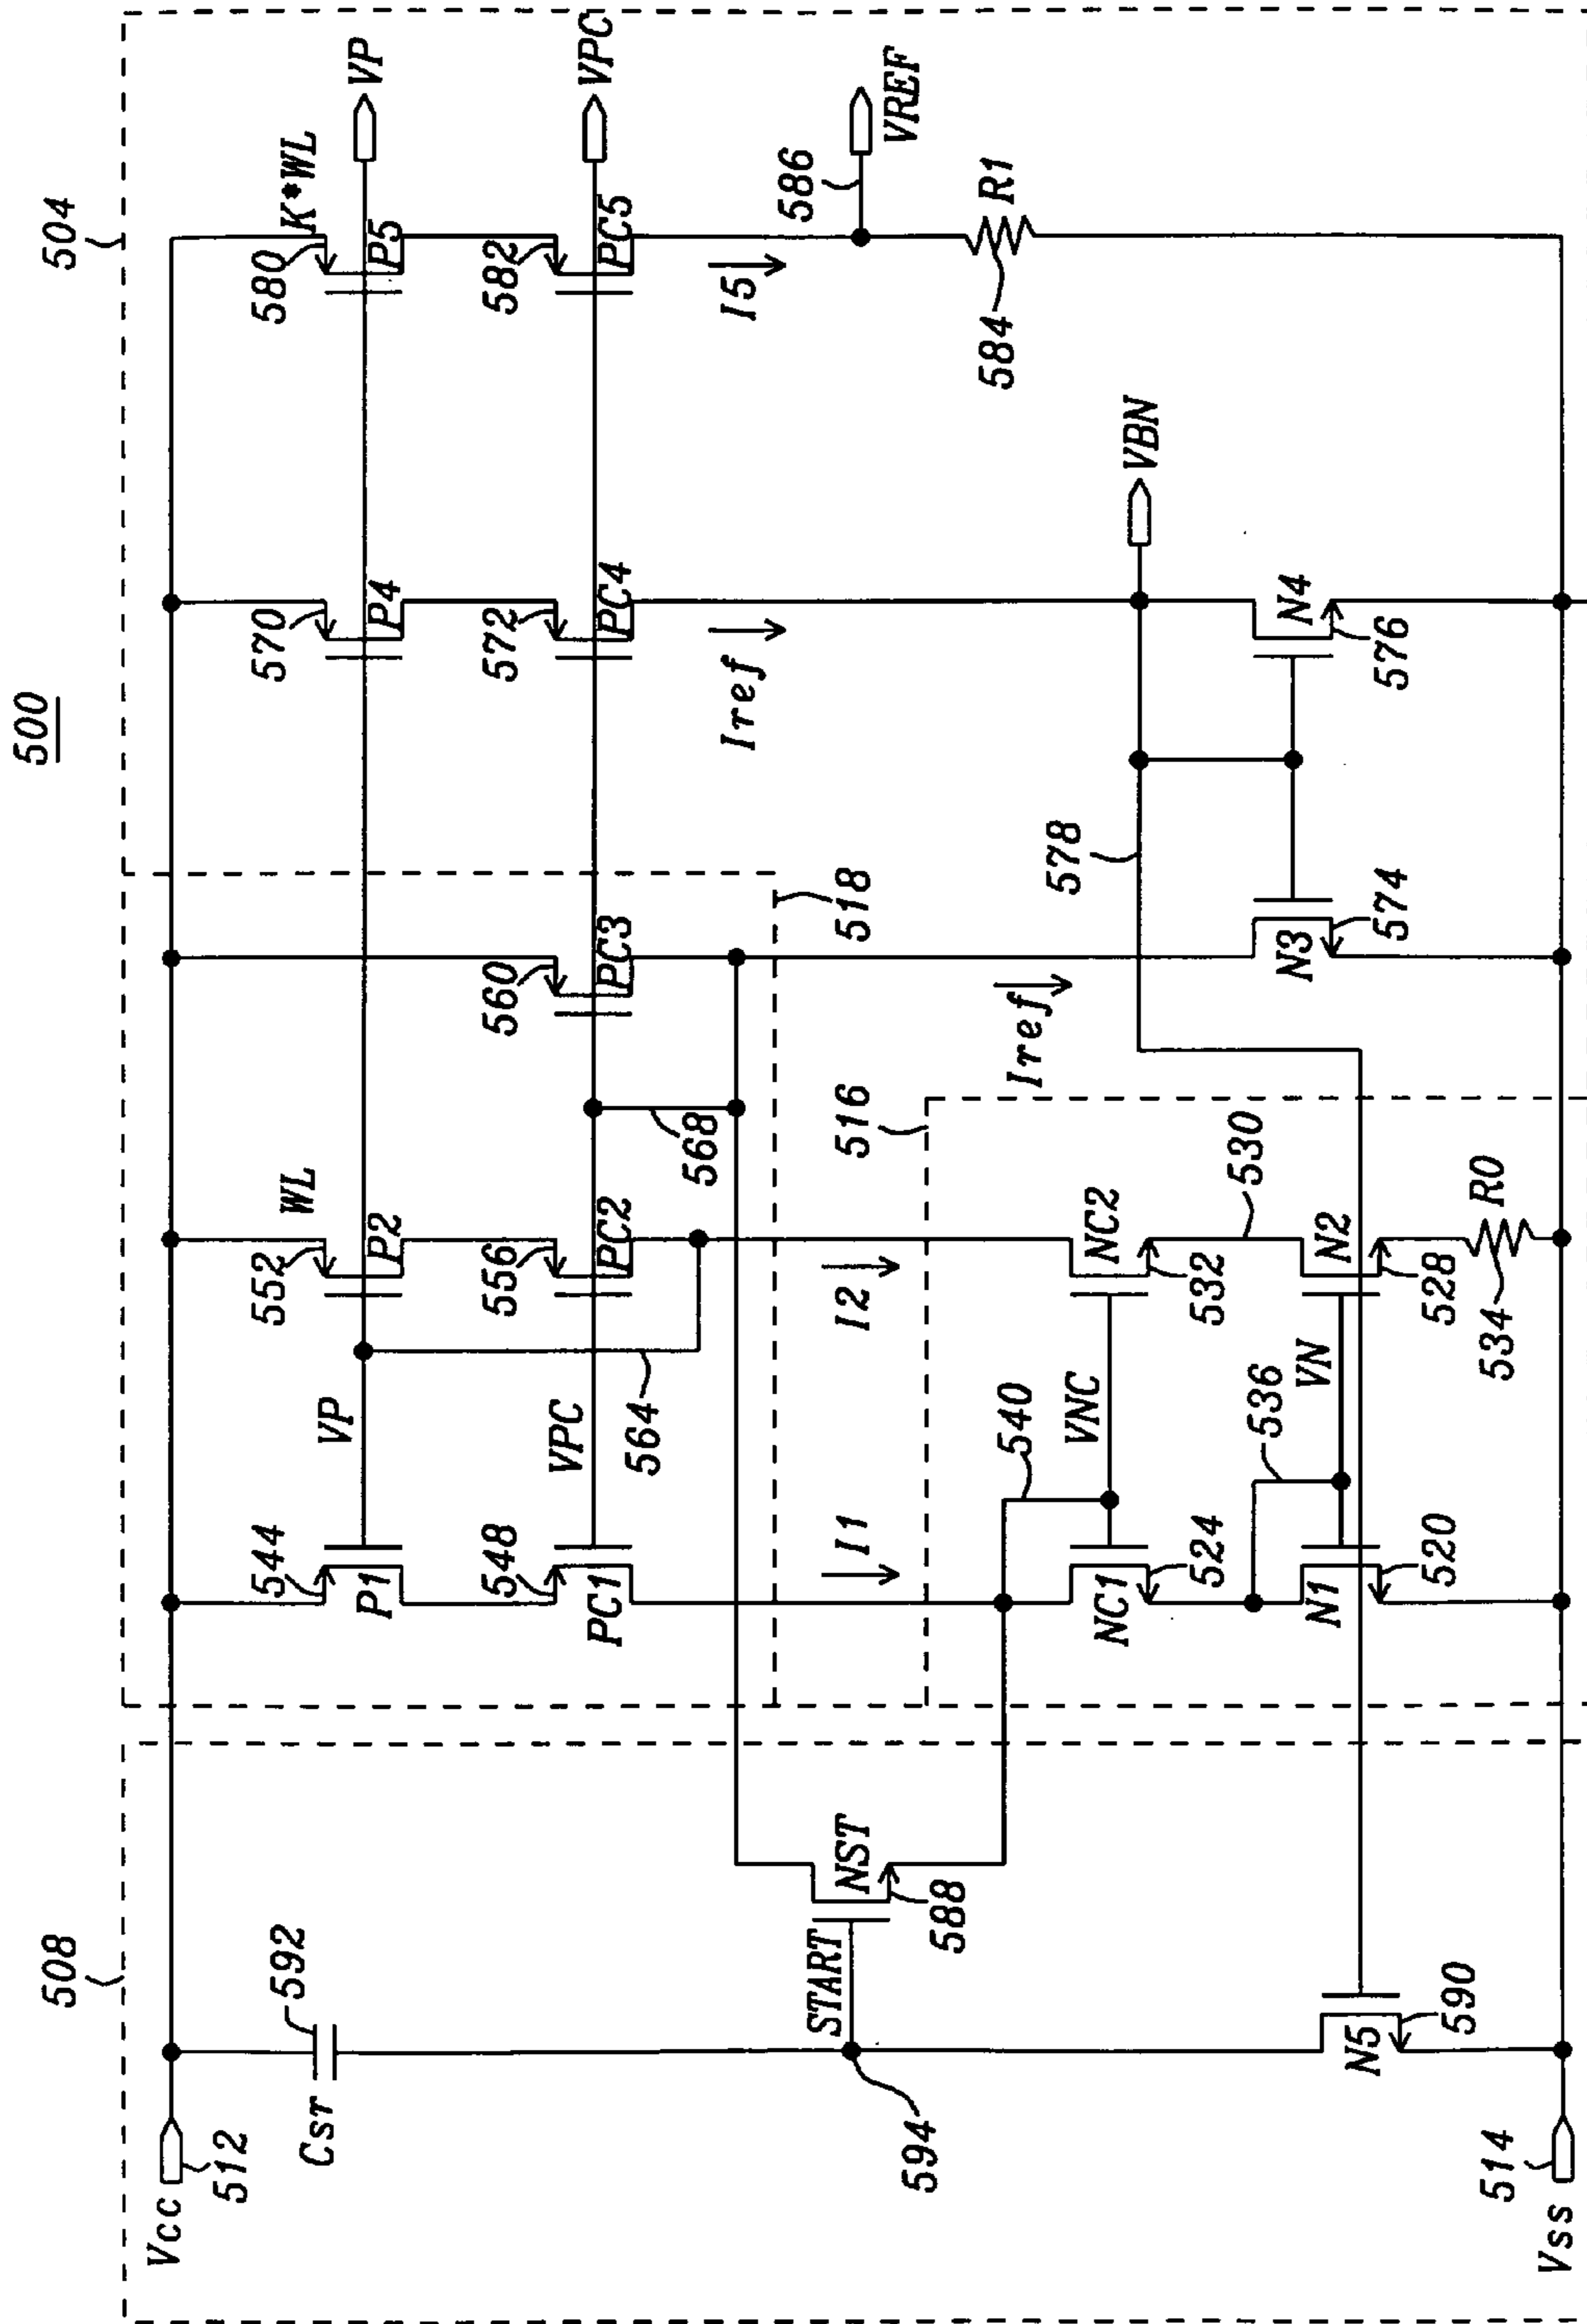 500
504
508
Vcc
512
592
Csr
544
P1
VP
552
WL
P2
570
P4
580
K*WL
P5
VP
548
PC1
VPC
556
PC2
560
PC3
572
PC4
582
PC5
VPC
564
568
518
I1
I2
Iref
I5
586
VREF
START
NST
588
594
540
VNC
516
Iref
578
VBN
584
R1
NC1
524
NC2
532
530
536
VN
N1
520
N2
528
534
R0
N3
574
N4
576
N5
590
Vss
514